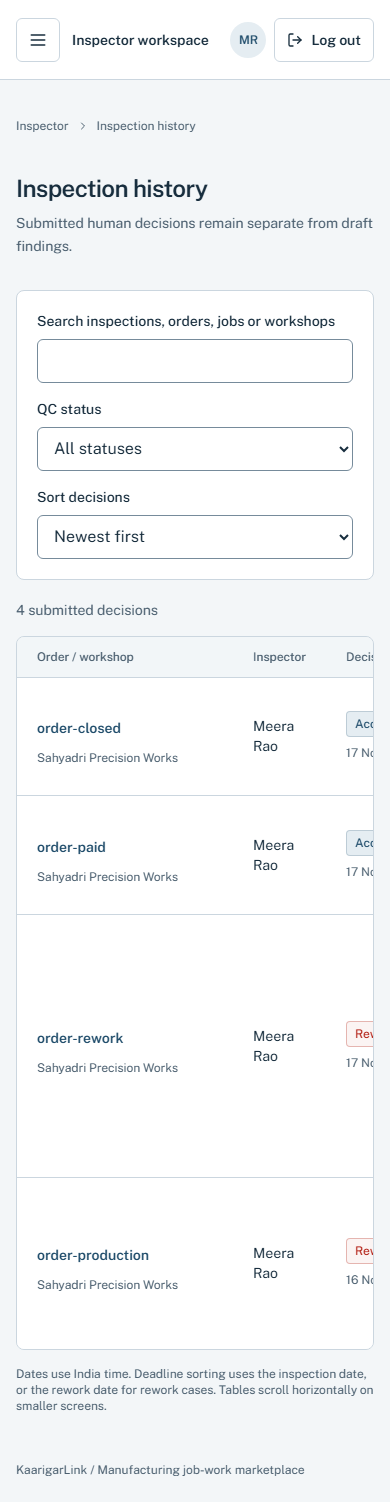 Inspector workspace
MR
Log out
Inspector
Inspection history
Inspection history
Submitted human decisions remain separate from draft
findings.
Search inspections, orders, jobs or workshops
QC status
All statuses
Sort decisions
Newest first
4 submitted decisions
Order / workshop Inspector
order-closed
Sahyadri Precision Works
Meera
Rao
17
order-paid
Sahyadri Precision Works
Meera
Rao
17
order-rework
Sahyadri Precision Works
Meera
Rao
17
order-production
Sahyadri Precision Works
Meera
Rao
16
Dates use India time. Deadline sorting uses the inspection date,
or the rework date for rework cases. Tables scroll horizontally on
smaller screens.
KaarigarLink / Manufacturing job-work marketplace